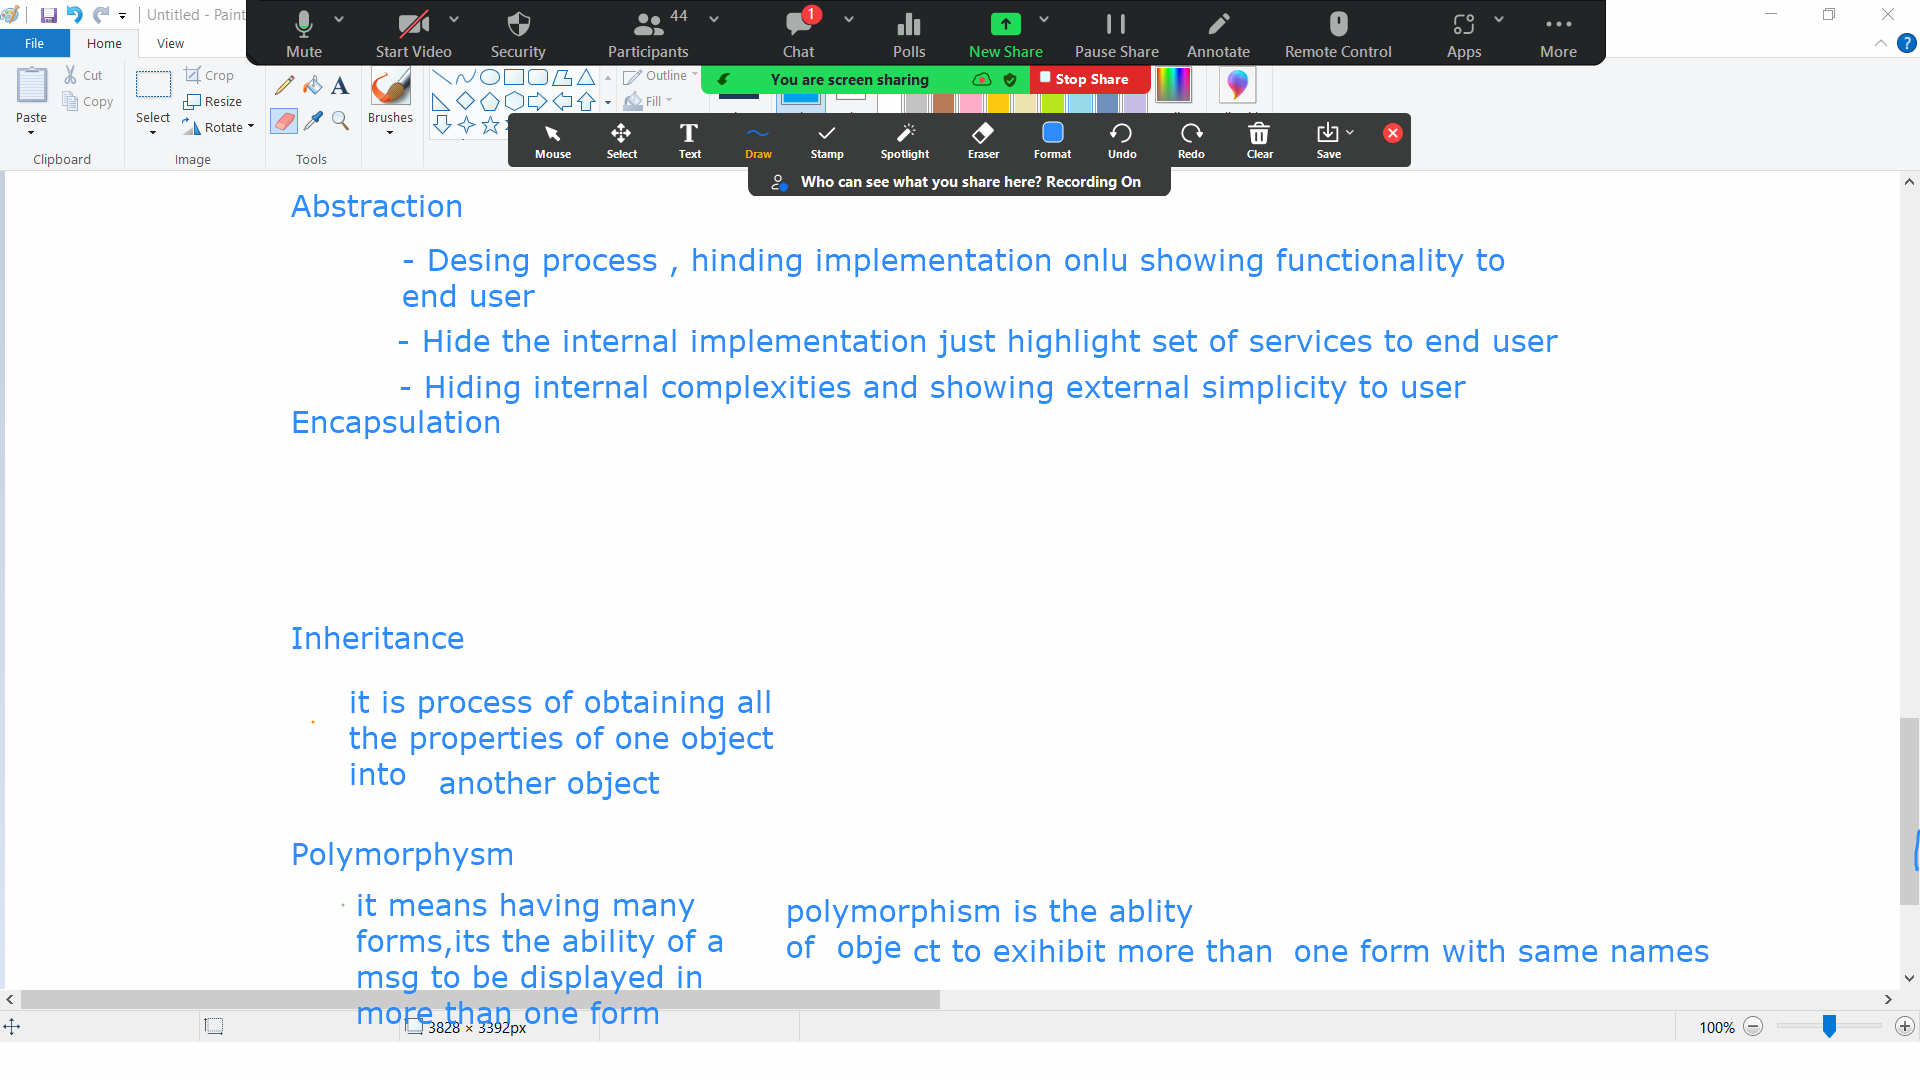 Untitled - Paint
Mute
Start Video
Security
Participants
44
Chat
1
Polls
New Share
Pause Share
Annotate
Remote Control
Apps
More
File
Home
View
You are screen sharing
Stop Share
Paste
Cut
Copy
Clipboard
Select
Crop
Resize
Rotate
Image
Tools
Brushes
Outline
Fill
Mouse
Select
Text
Draw
Stamp
Spotlight
Eraser
Format
Undo
Redo
Clear
Save
Who can see what you share here? Recording On
Abstraction
- Desing process , hinding implementation onlu showing functionality to
end user
- Hide the internal implementation just highlight set of services to end user
- Hiding internal complexities and showing external simplicity to user
Encapsulation
Inheritance
it is process of obtaining all
the properties of one object
into another object
Polymorphysm
it means having many
forms,its the ability of a
msg to be displayed in
more than one form
polymorphism is the ablity
of obje ct to exihibit more than one form with same names
3828 × 3392px
100%